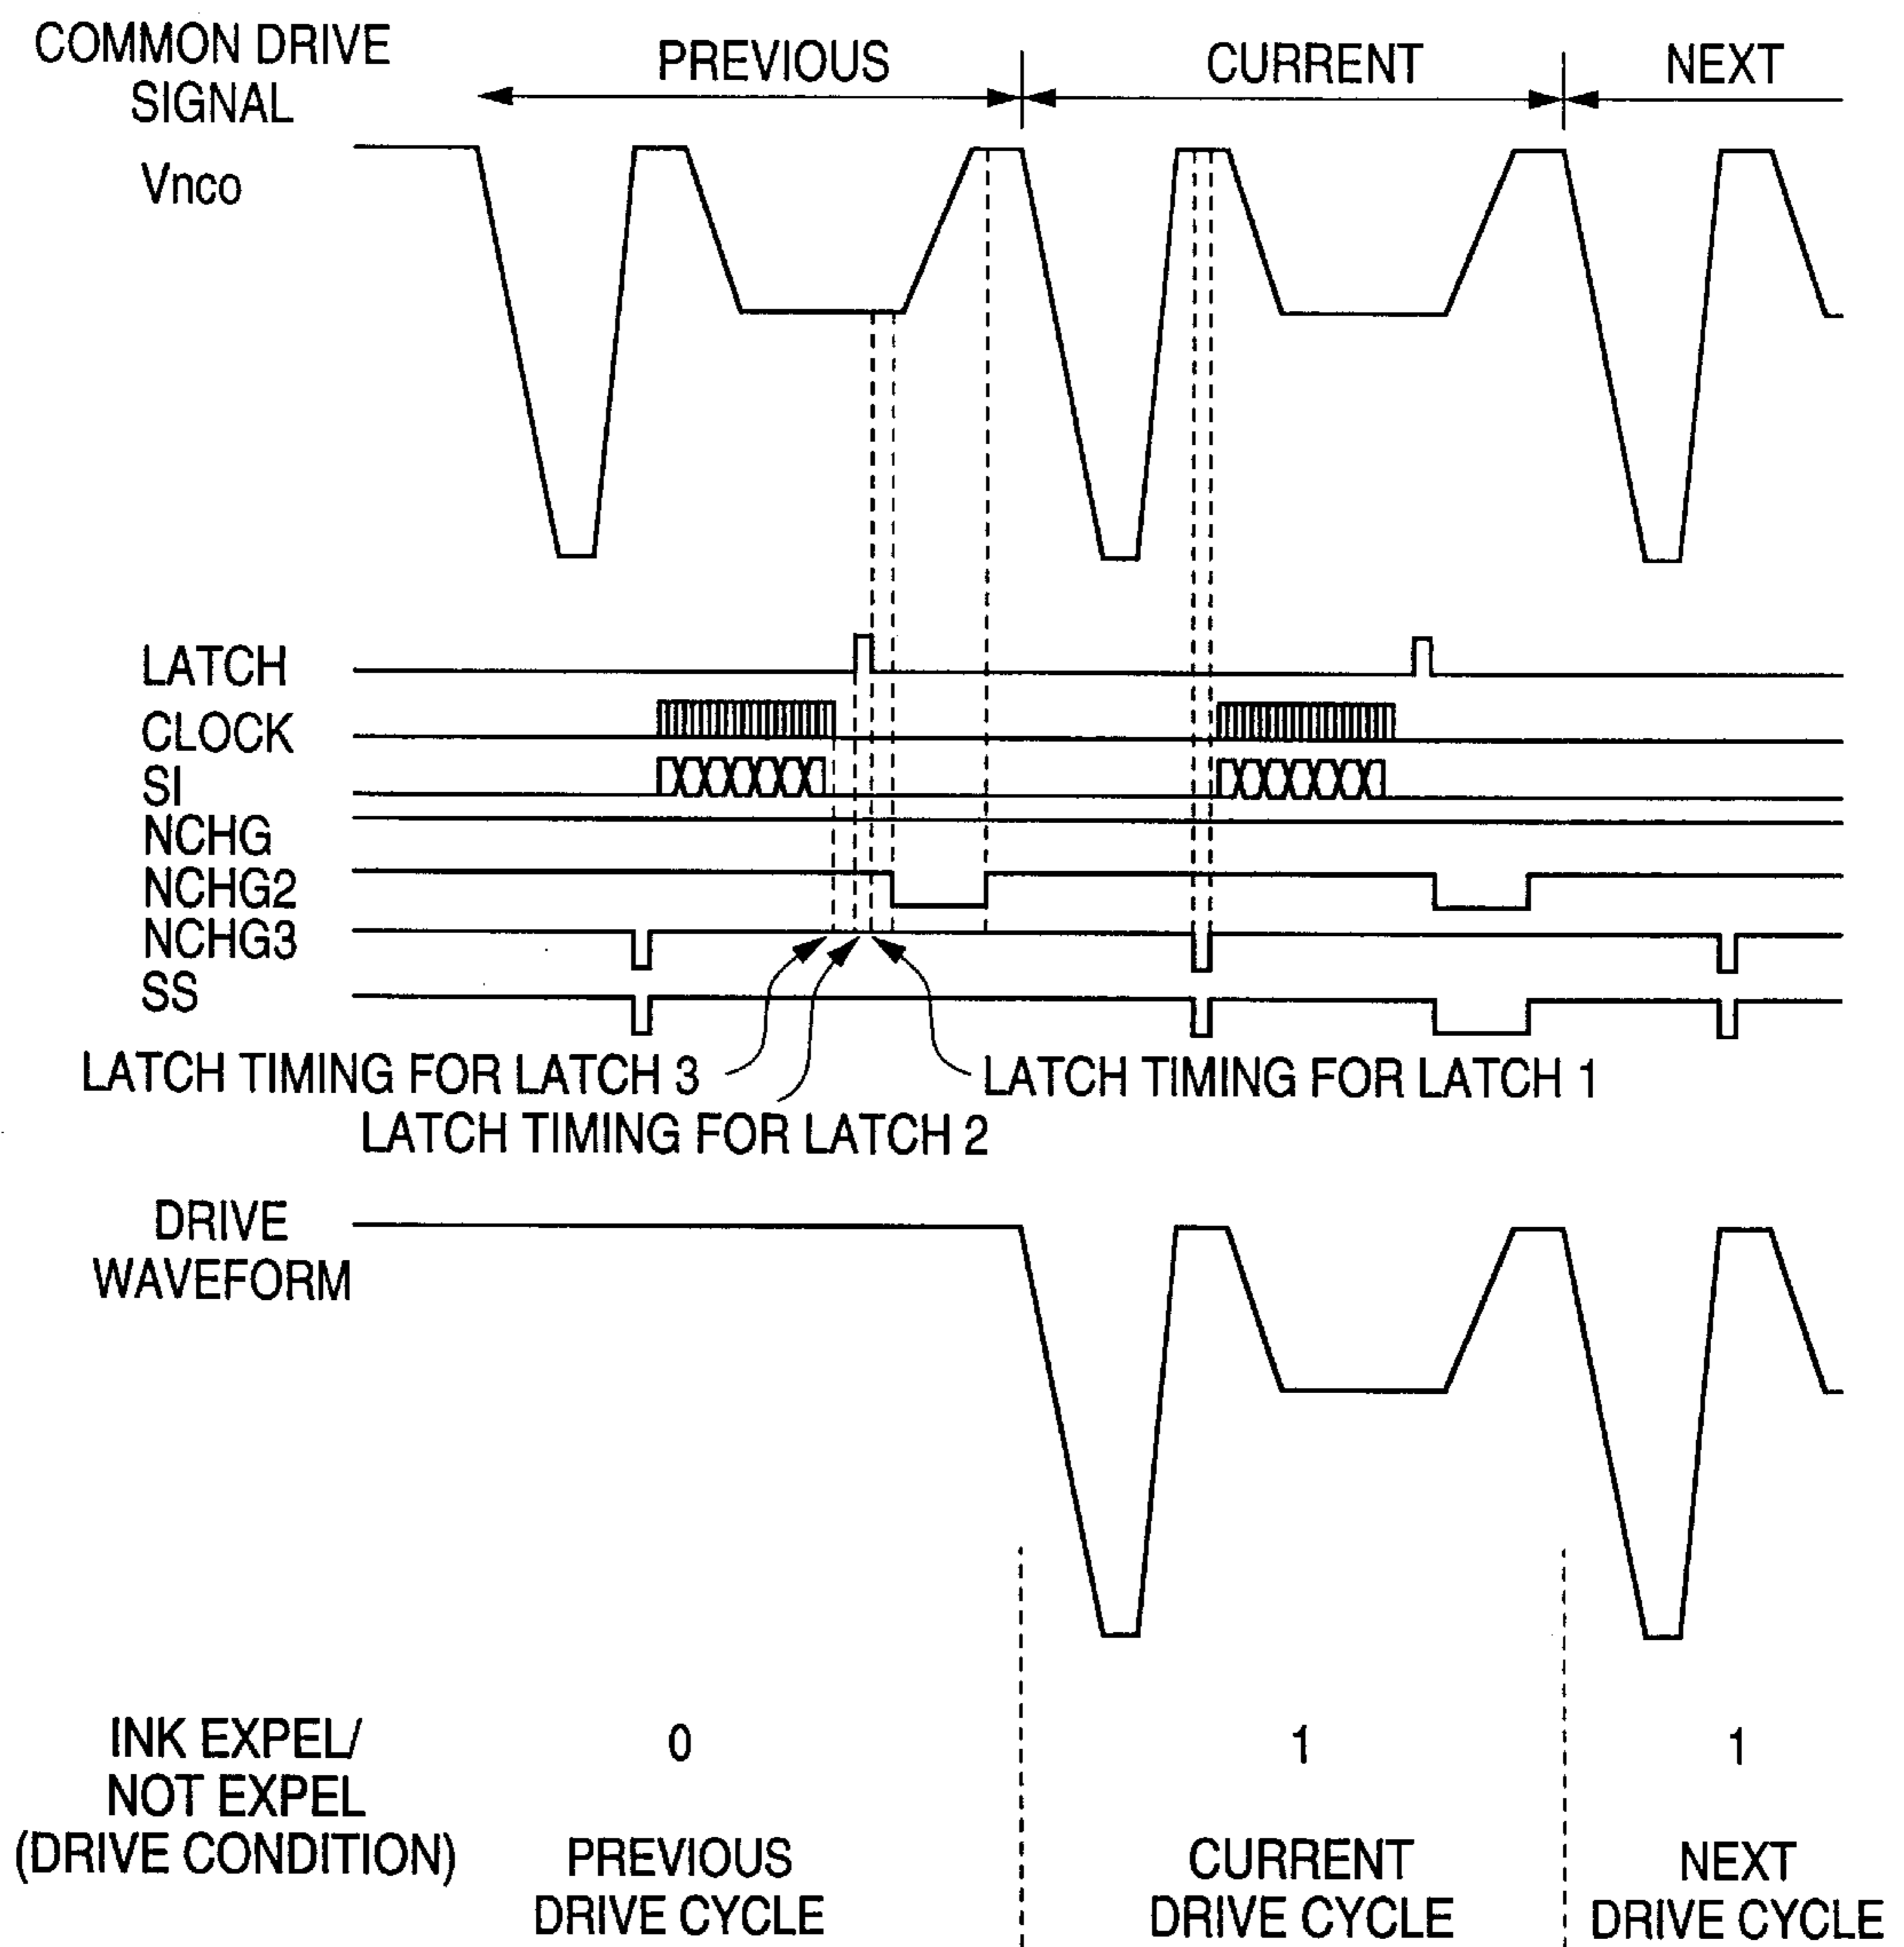 COMMON DRIVE
SIGNAL
PREVIOUS
CURRENT
NEXT
Vnco
LATCH
CLOCK
SI
NCHG
NCHG2
NCHG3
SS
LATCH TIMING FOR LATCH 3
LATCH TIMING FOR LATCH 1
LATCH TIMING FOR LATCH 2
DRIVE
WAVEFORM
INK EXPEL/
NOT EXPEL
(DRIVE CONDITION)
0
1
1
PREVIOUS
DRIVE CYCLE
CURRENT
DRIVE CYCLE
NEXT
DRIVE CYCLE